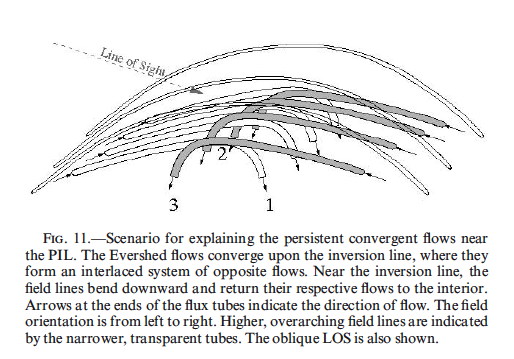 Line of Sight
2
3
1
FIG. 11.—Scenario for explaining the persistent convergent flows near
the PIL. The Evershed flows converge upon the inversion line, where they
form an interlaced system of opposite flows. Near the inversion line, the
field lines bend downward and return their respective flows to the interior.
Arrows at the ends of the flux tubes indicate the direction of flow. The field
orientation is from left to right. Higher, overarching field lines are indicated
by the narrower, transparent tubes. The oblique LOS is also shown.